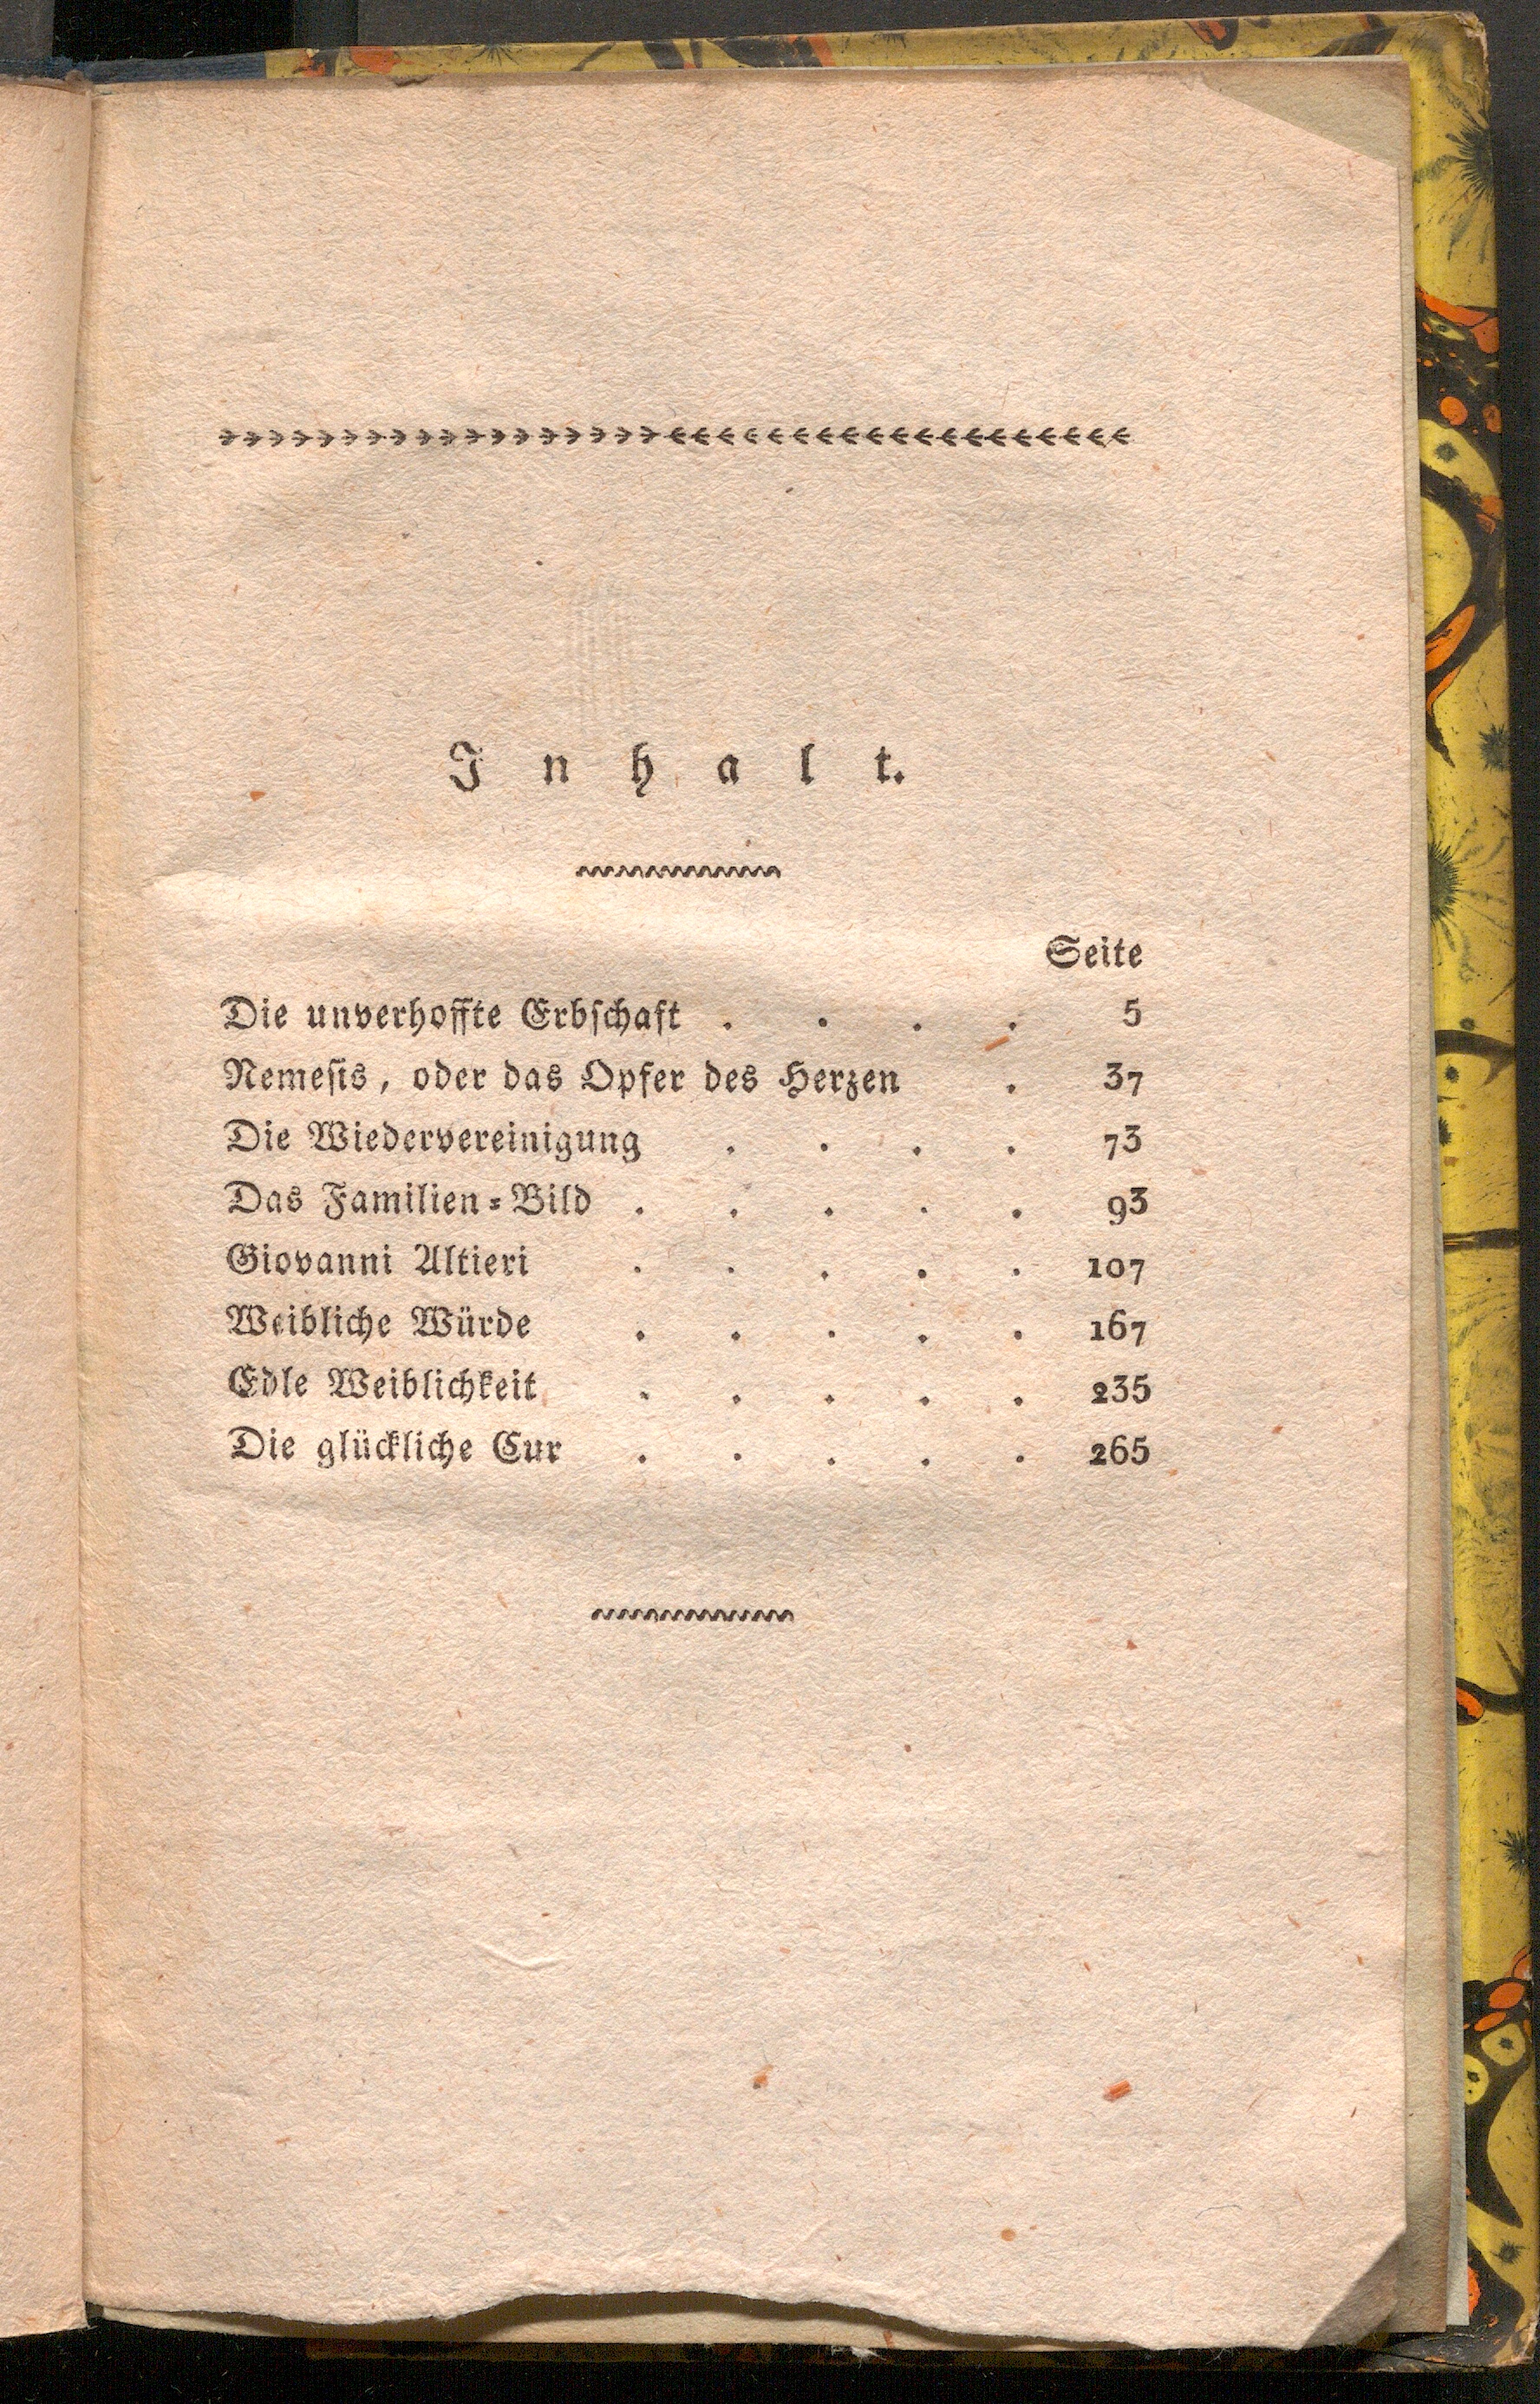 Inhalt.
Seite
Die unverhoffte Erbschaft . . . . 5
Nemesis, oder das Opfer des Herzen . 37
Die Wiedervereinigung . . . . 73
Das Familien-Bild . . . . . 93
Giovanni Altieri . . . . . 107
Weibliche Würde . . . . . 167
Edle Weiblichkeit . . . . . 235
Die glückliche Cur . . . . . 265